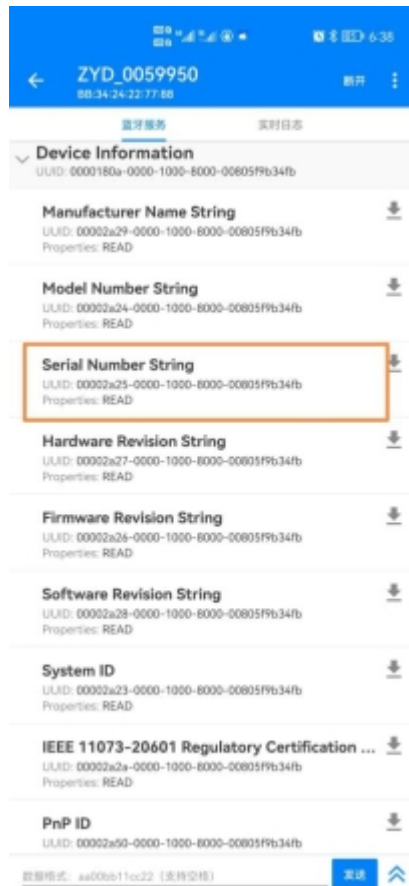 6:38
ZYD_0059950
88:34:24:22:77:88
断开
蓝牙服务
实时日志
Device Information
UUID: 0000180a-0000-1000-8000-00805f9b34fb
Manufacturer Name String
UUID: 00002a29-0000-1000-8000-00805f9b34fb
Properties: READ
Model Number String
UUID: 00002a24-0000-1000-8000-00805f9b34fb
Properties: READ
Serial Number String
UUID: 00002a25-0000-1000-8000-00805f9b34fb
Properties: READ
Hardware Revision String
UUID: 00002a27-0000-1000-8000-00805f9b34fb
Properties: READ
Firmware Revision String
UUID: 00002a26-0000-1000-8000-00805f9b34fb
Properties: READ
Software Revision String
UUID: 00002a28-0000-1000-8000-00805f9b34fb
Properties: READ
System ID
UUID: 00002a23-0000-1000-8000-00805f9b34fb
Properties: READ
IEEE 11073-20601 Regulatory Certification ...
UUID: 00002a2a-0000-1000-8000-00805f9b34fb
Properties: READ
PnP ID
UUID: 00002a50-0000-1000-8000-00805f9b34fb
数据格式: aa00bb11cc22 (支持空格)
发送